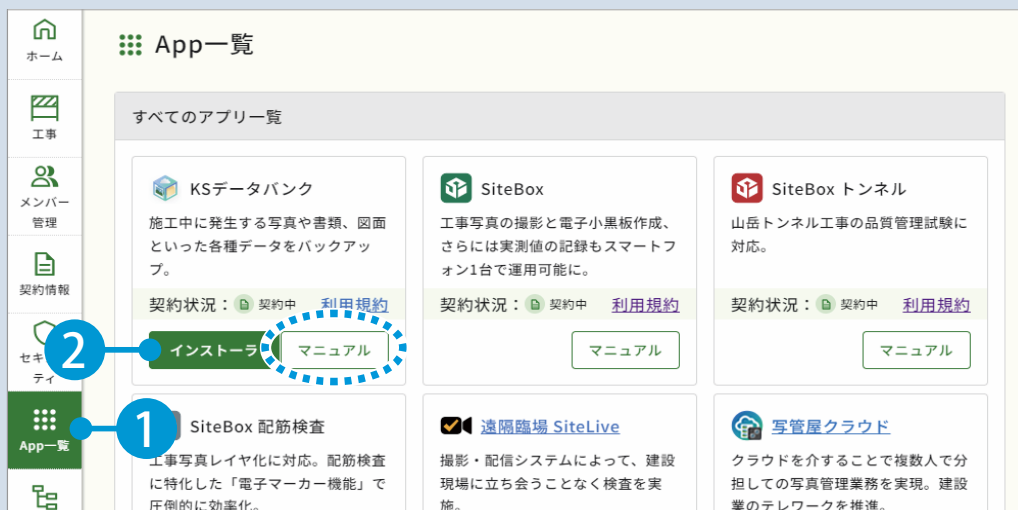 ホーム
工事
メンバー
管理
契約情報
セキ
ティ
App一覧
App一覧
すべてのアプリ一覧
KSデータバンク
施工中に発生する写真や書類、図面
といった各種データをバックアッ
プ。
契約状況： 契約中 利用規約
インストーラ
マニュアル
SiteBox
工事写真の撮影と電子小黒板作成、
さらには実測値の記録もスマートフ
ォン1台で運用可能に。
契約状況： 契約中 利用規約
マニュアル
SiteBox トンネル
山岳トンネル工事の品質管理試験に
対応。
契約状況： 契約中 利用規約
マニュアル
2
1
SiteBox 配筋検査
工事写真レイヤ化に対応。配筋検査
に特化した「電子マーカー機能」で
圧倒的に効率化。
遠隔臨場 SiteLive
撮影・配信システムによって、建設
現場に立ち会うことなく検査を実
施。
写管屋クラウド
クラウドを介することで複数人で分
担しての写真管理業務を実現。建設
業のテレワークを推進。